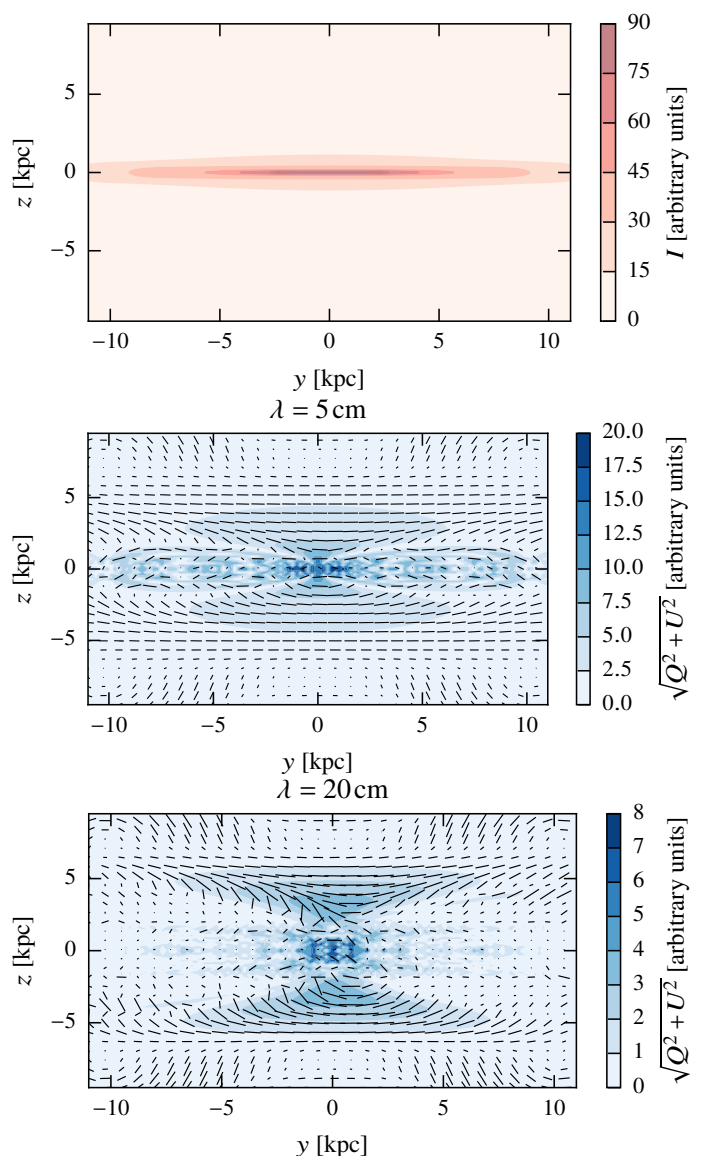 90
75
60
45
30
15
0
I [arbitrary units]
5
0
−5
z [kpc]
−10 −5 0 5 10
y [kpc]
λ = 5 cm
20.0
17.5
15.0
12.5
10.0
7.5
5.0
2.5
0.0
√Q² + U² [arbitrary units]
5
0
−5
z [kpc]
−10 −5 0 5 10
y [kpc]
λ = 20 cm
8
7
6
5
4
3
2
1
0
√Q² + U² [arbitrary units]
5
0
−5
z [kpc]
−10 −5 0 5 10
y [kpc]